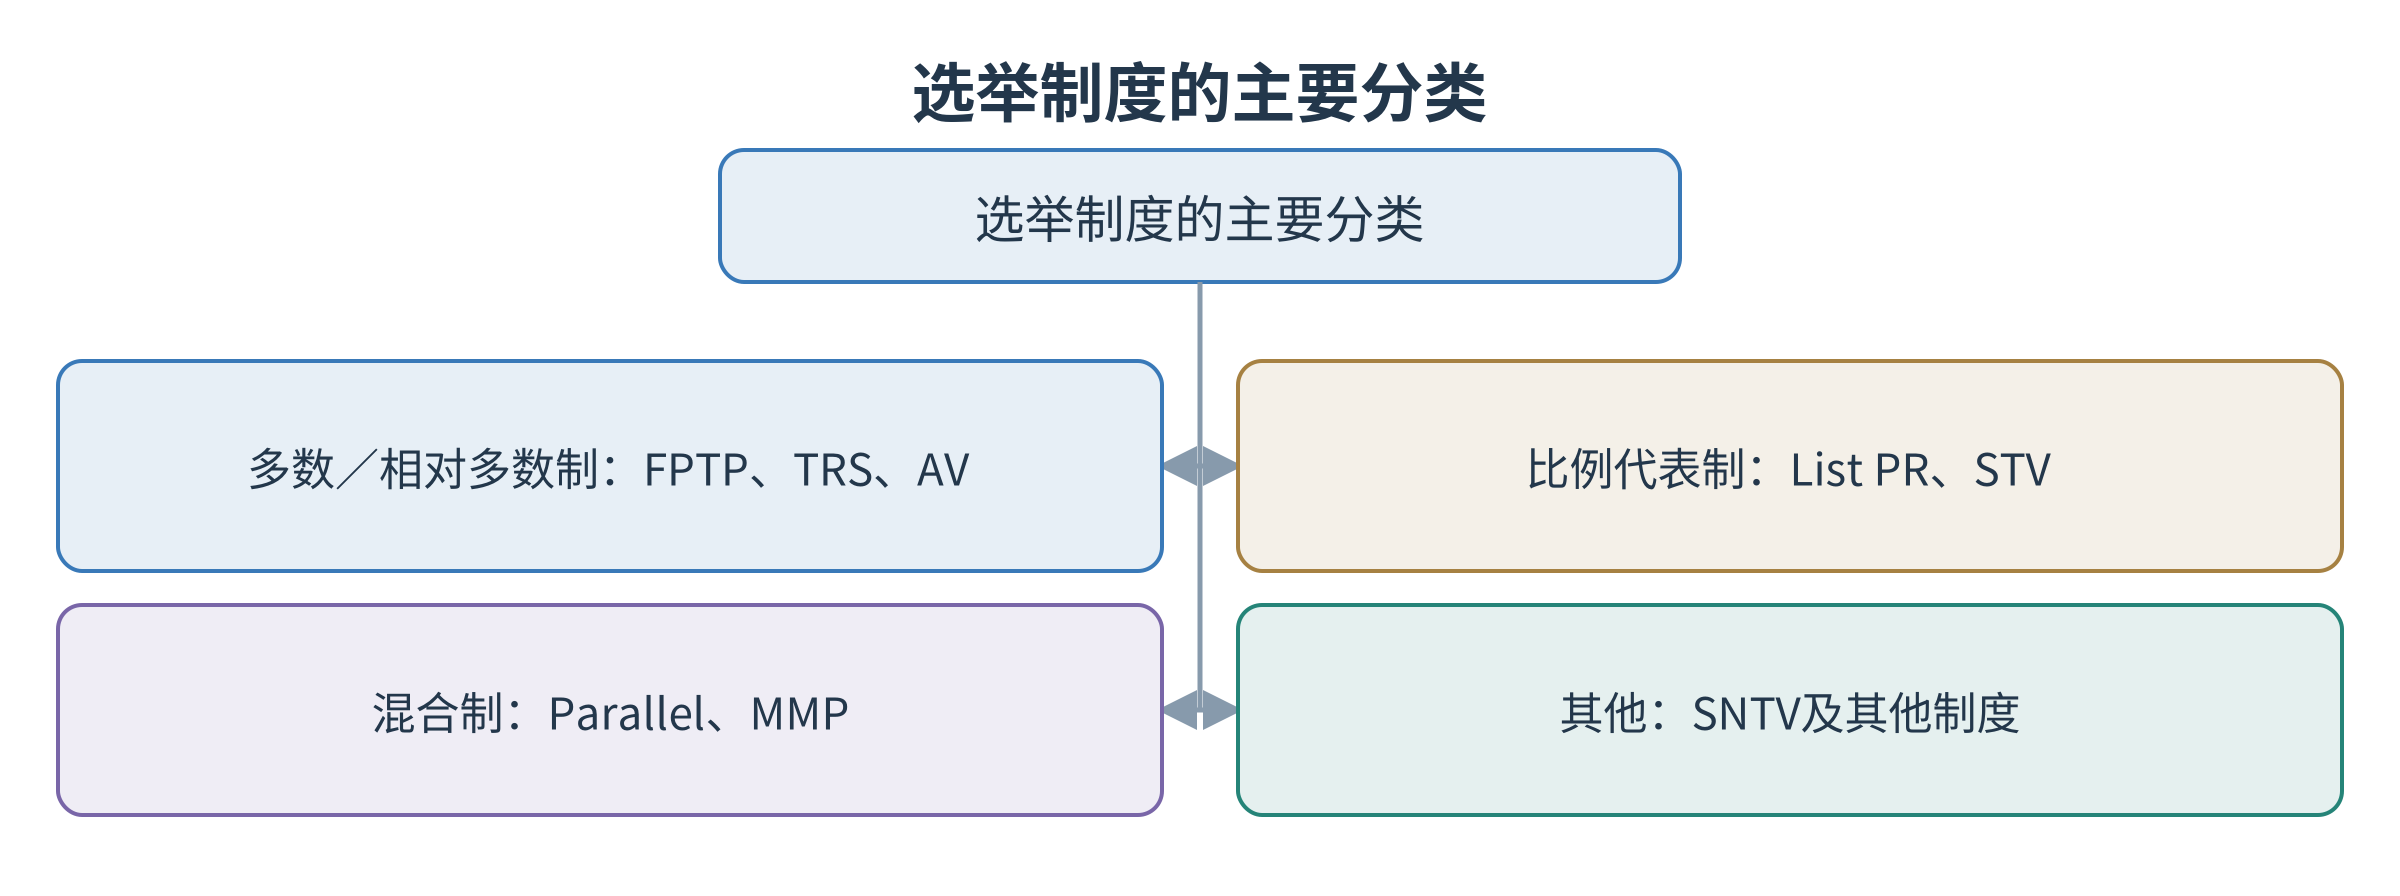 选举制度的主要分类
选举制度的主要分类
多数／相对多数制：FPTP、TRS、AV
比例代表制：List PR、STV
混合制：Parallel、MMP
其他：SNTV及其他制度